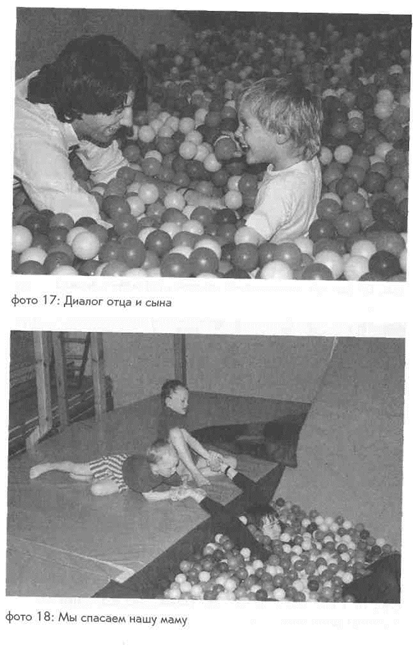 фото 17: Диалог отца и сына
фото 18: Мы спасаем нашу маму